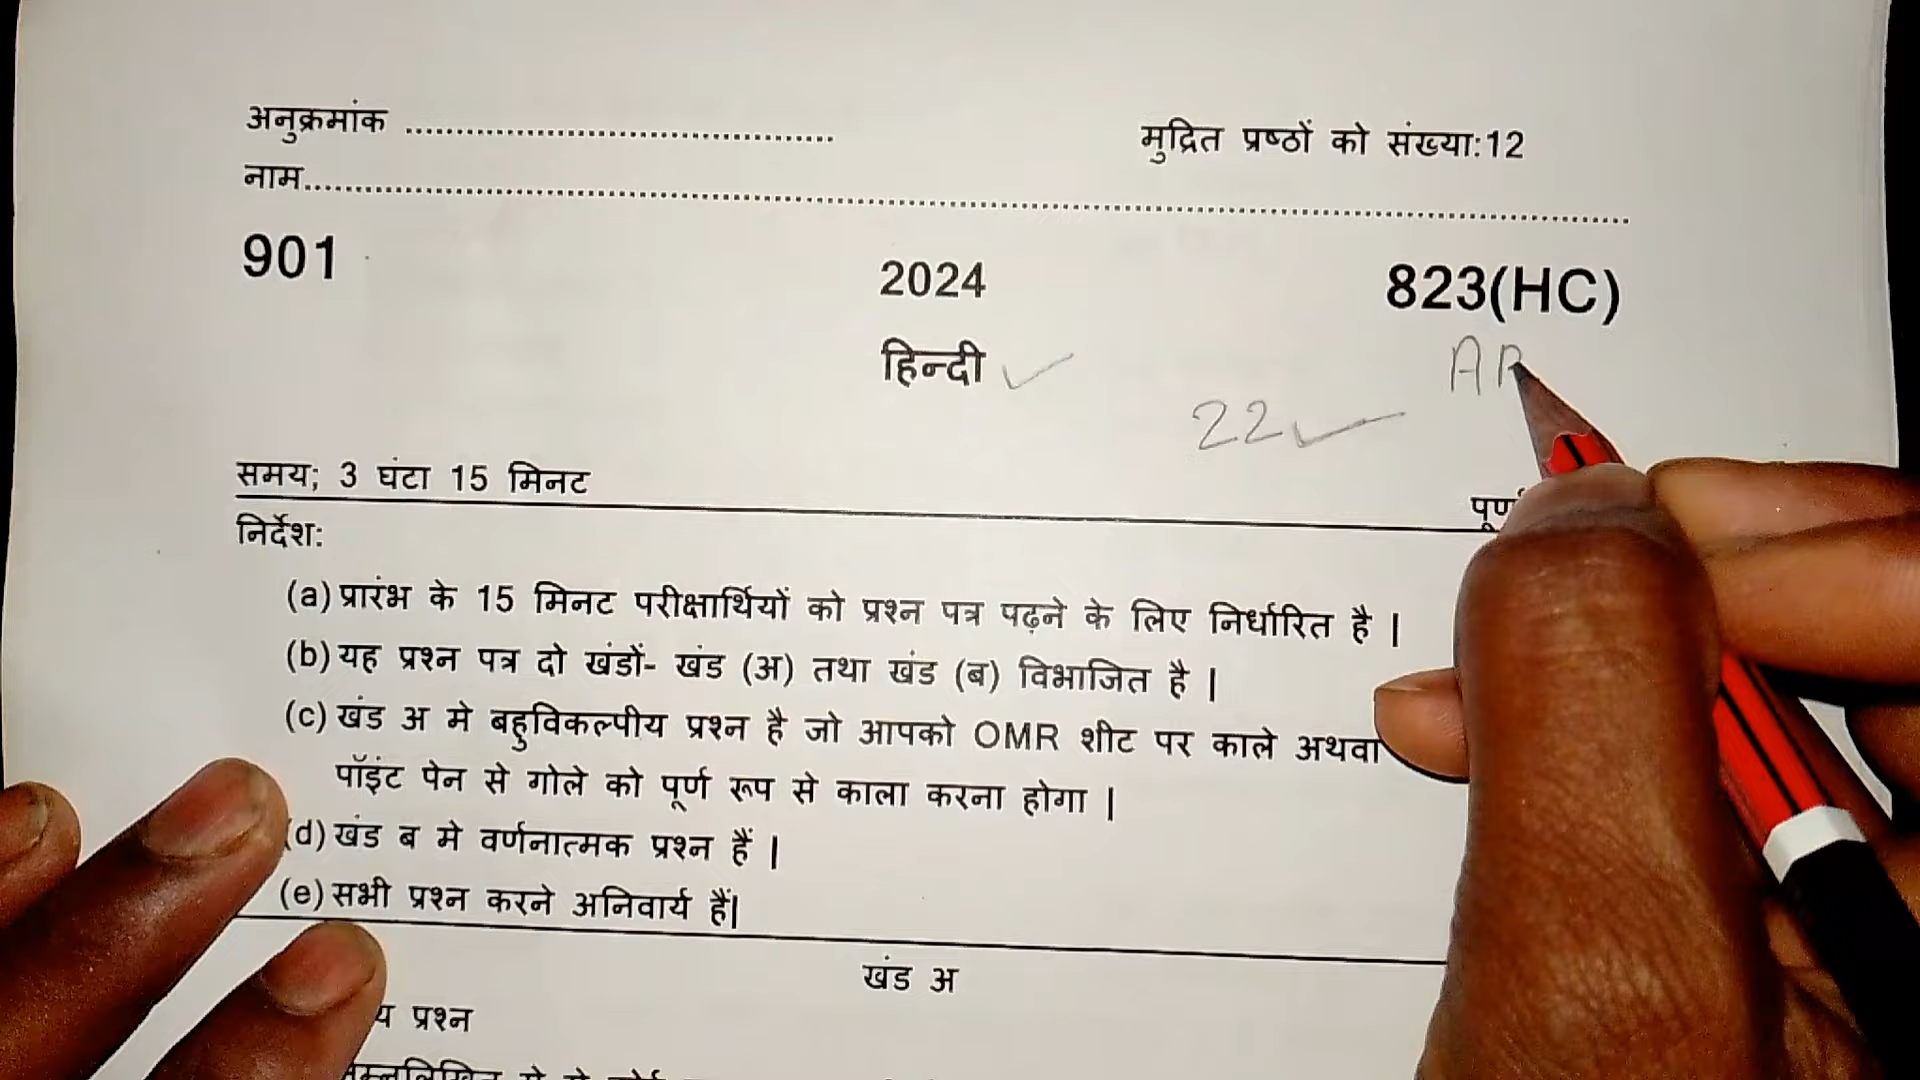 अनुक्रमांक ..........................................
मुद्रित प्रष्ठों को संख्या:12
नाम....................................................................................................................................
901 2024 823(HC)
हिन्दी ✓
A
22 ✓
समय; 3 घंटा 15 मिनट
निर्देश:
(a) प्रारंभ के 15 मिनट परीक्षार्थियों को प्रश्न पत्र पढ़ने के लिए निर्धारित है |
(b) यह प्रश्न पत्र दो खंडों- खंड (अ) तथा खंड (ब) विभाजित है |
(c) खंड अ मे बहुविकल्पीय प्रश्न है जो आपको OMR शीट पर काले अथवा
पॉइंट पेन से गोले को पूर्ण रूप से काला करना होगा |
(d) खंड ब मे वर्णनात्मक प्रश्न हैं |
(e) सभी प्रश्न करने अनिवार्य हैं|
खंड अ
प्रश्न